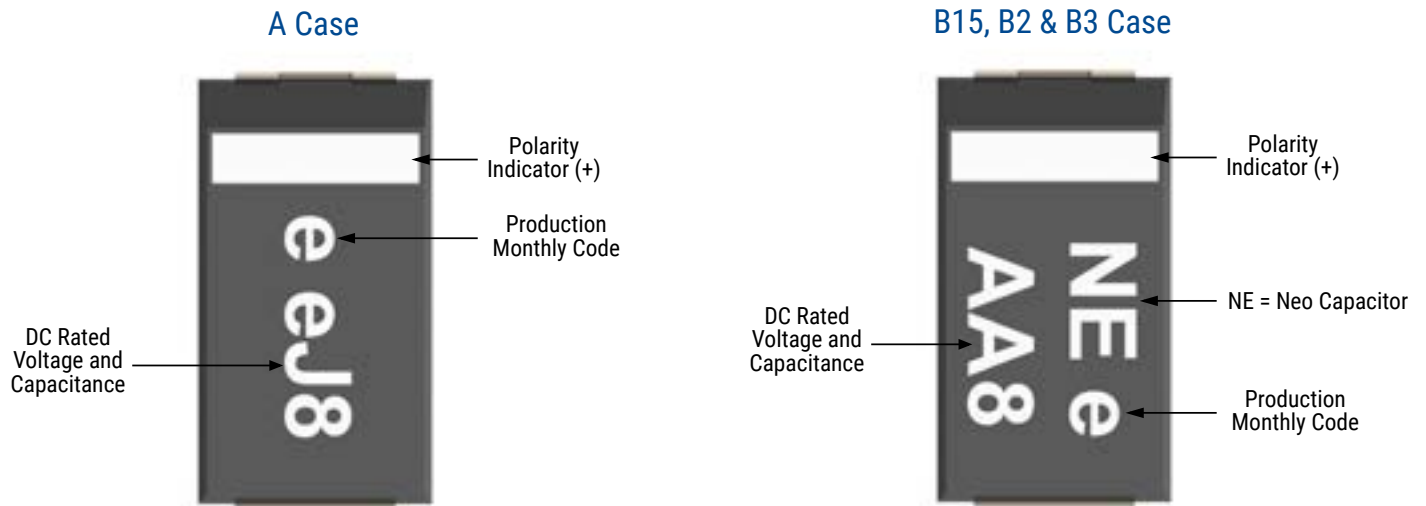 A Case
Polarity
Indicator (+)
Production
Monthly Code
DC Rated
Voltage and
Capacitance
e eJ8
B15, B2 & B3 Case
Polarity
Indicator (+)
NE = Neo Capacitor
DC Rated
Voltage and
Capacitance
Production
Monthly Code
NE e
AA8